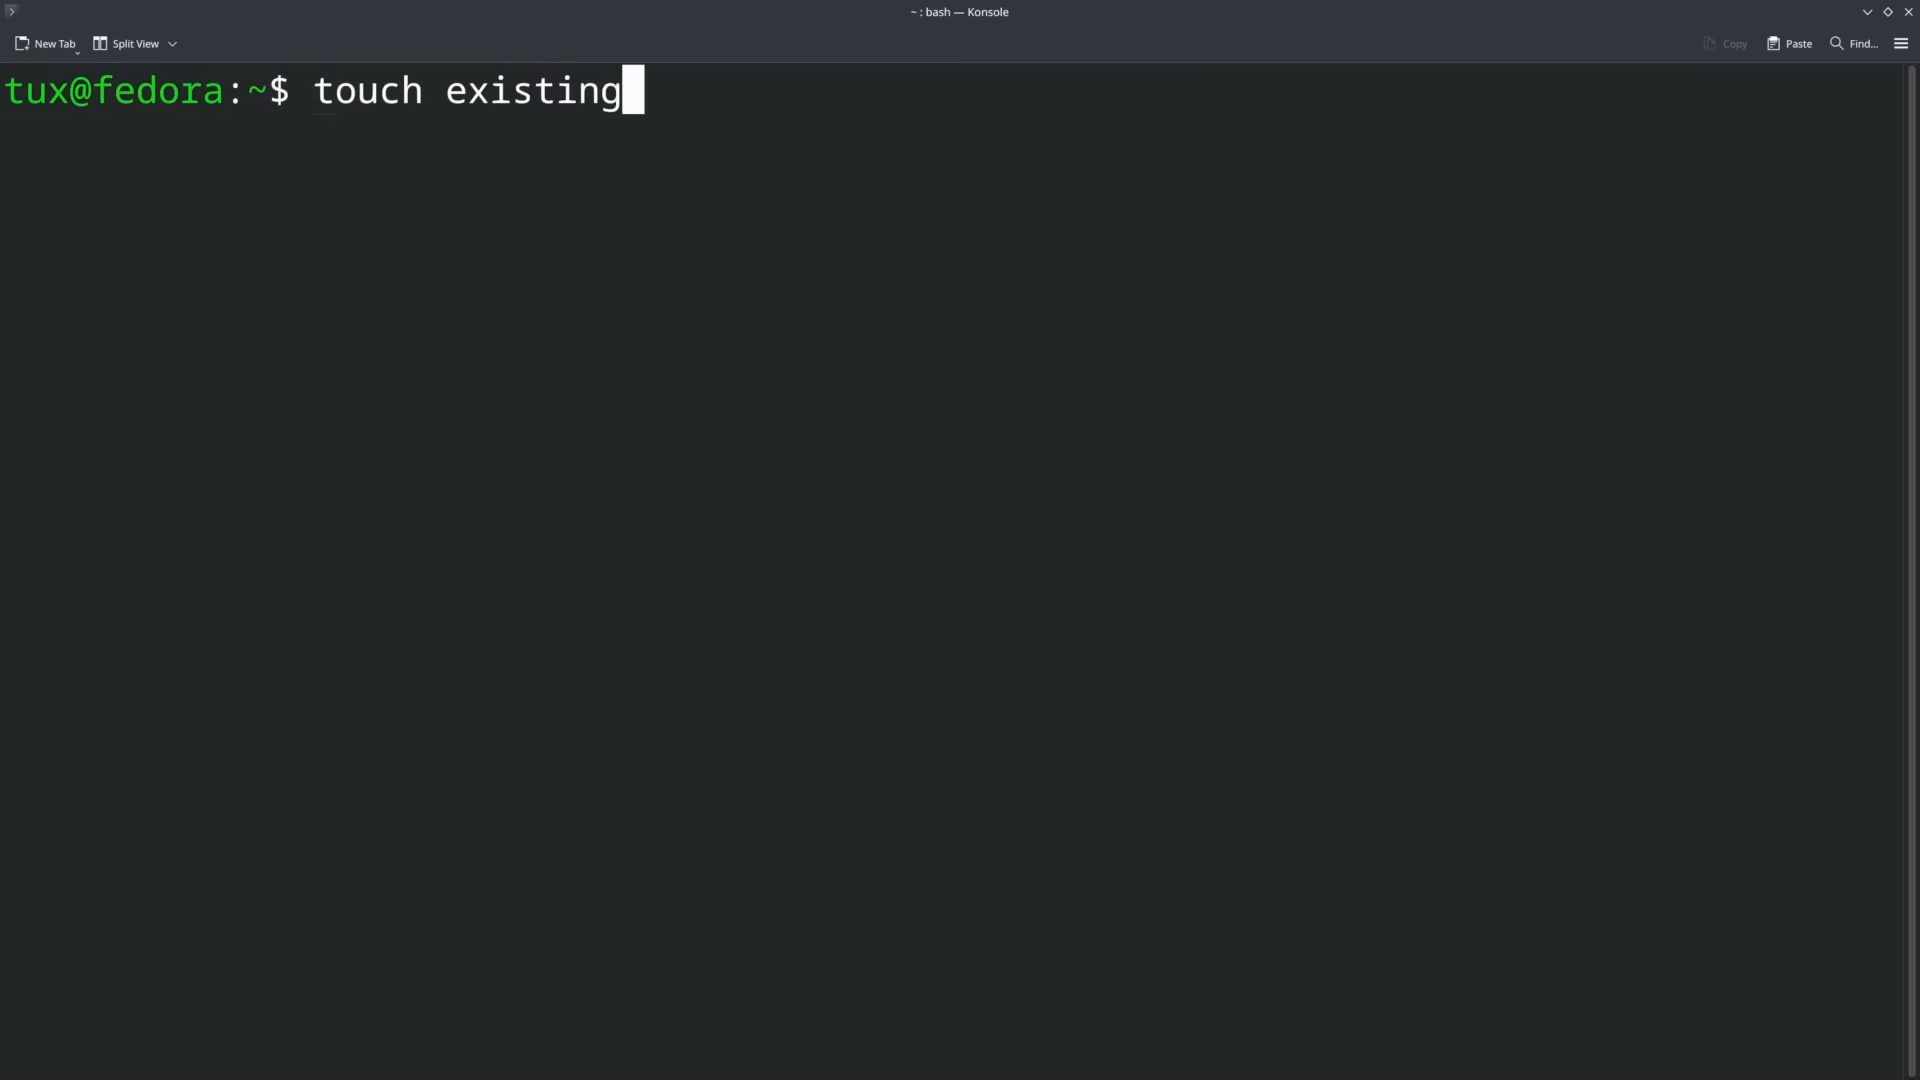 ~ : bash — Konsole
New Tab Split View Copy Paste Find...
tux@fedora:~$ touch existing